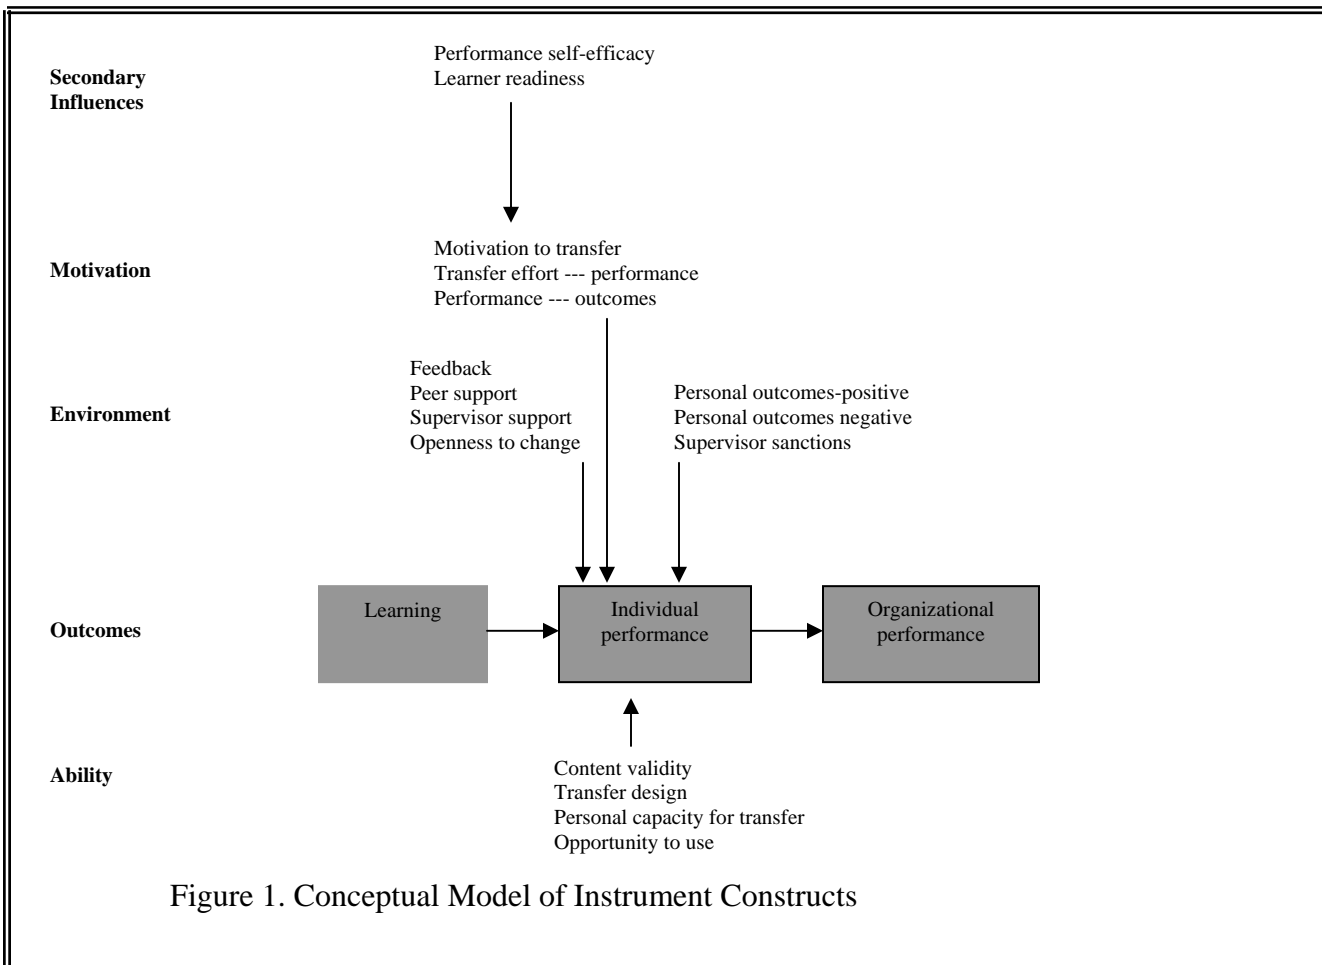 Secondary
Influences
Performance self-efficacy
Learner readiness
Motivation
Motivation to transfer
Transfer effort --- performance
Performance --- outcomes
Environment
Feedback
Peer support
Supervisor support
Openness to change
Personal outcomes-positive
Personal outcomes negative
Supervisor sanctions
Outcomes
Learning
Individual
performance
Organizational
performance
Ability
Content validity
Transfer design
Personal capacity for transfer
Opportunity to use
Figure 1. Conceptual Model of Instrument Constructs